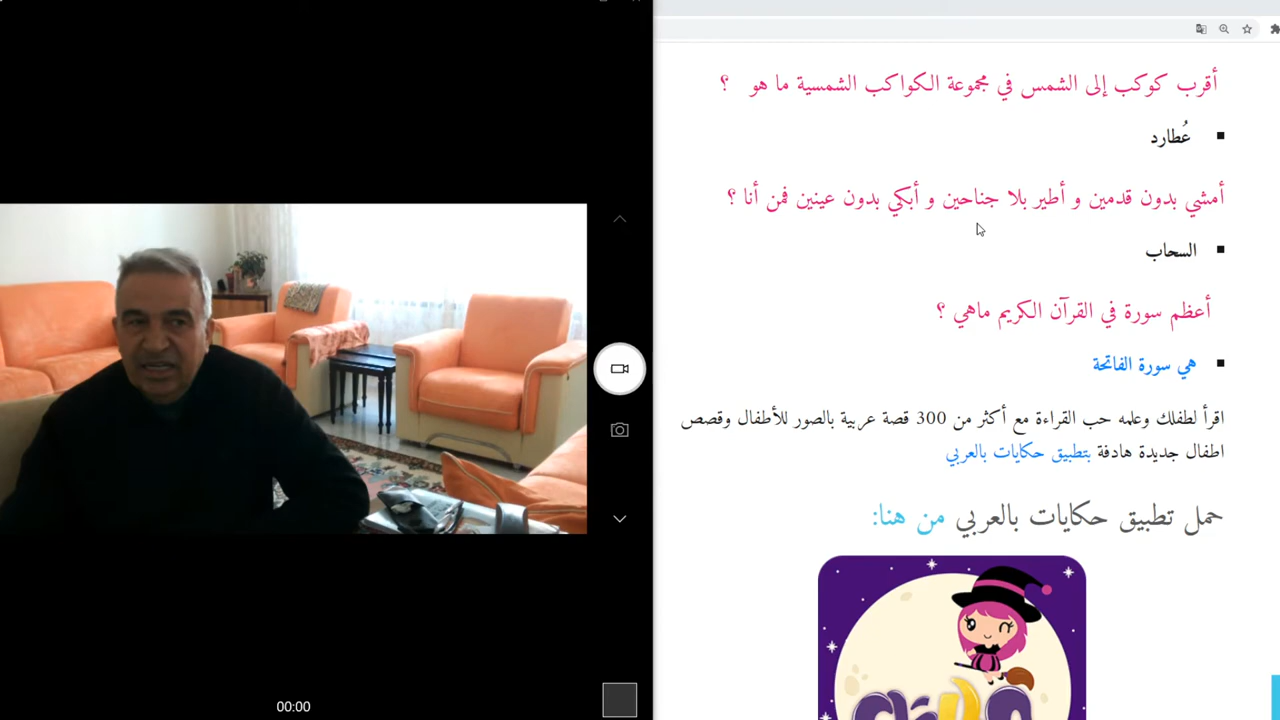 أقرب كوكب إلى الشمس في مجموعة الكواكب الشمسية ما هو ؟
عُطارد
أمشي بدون قدمين و أطير بلا جناحين و أبكي بدون عينين فمن أنا ؟
السحاب
أعظم سورة في القرآن الكريم ماهي ؟
هي سورة الفاتحة
اقرأ لطفلك وعلمه حب القراءة مع أكثر من 300 قصة عربية بالصور للأطفال وقصص
اطفال جديدة هادفة بتطبيق حكايات بالعربي
حمل تطبيق حكايات بالعربي من هنا:
00:00